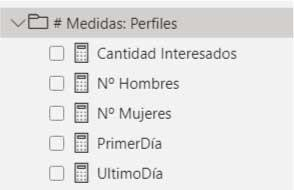 # Medidas: Perfiles
Cantidad Interesados
Nº Hombres
Nº Mujeres
PrimerDía
UltimoDía